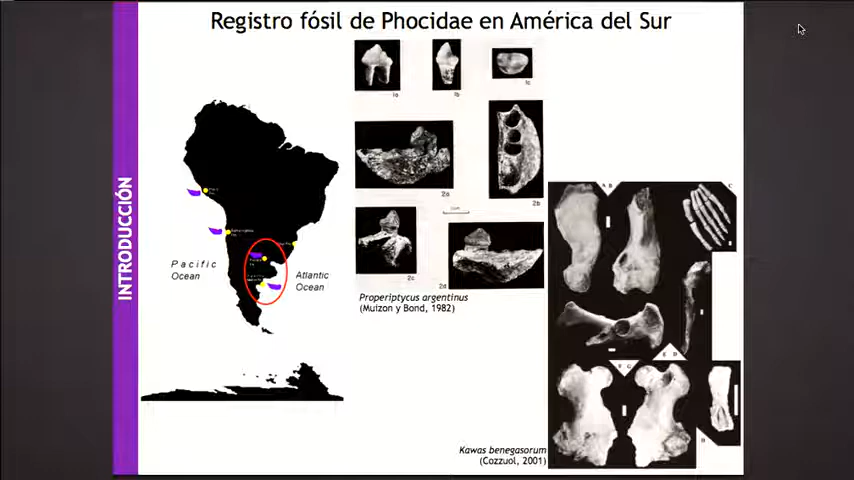 Registro fósil de Phocidae en América del Sur
INTRODUCCIÓN
Pacific
Ocean
Atlantic
Ocean
1a
1b
1c
2a
2b
2c
2d
Properiptycus argentinus
(Muizon y Bond, 1982)
A B
C
E D
F G
H
Kawas benegasorum
(Cozzuol, 2001)